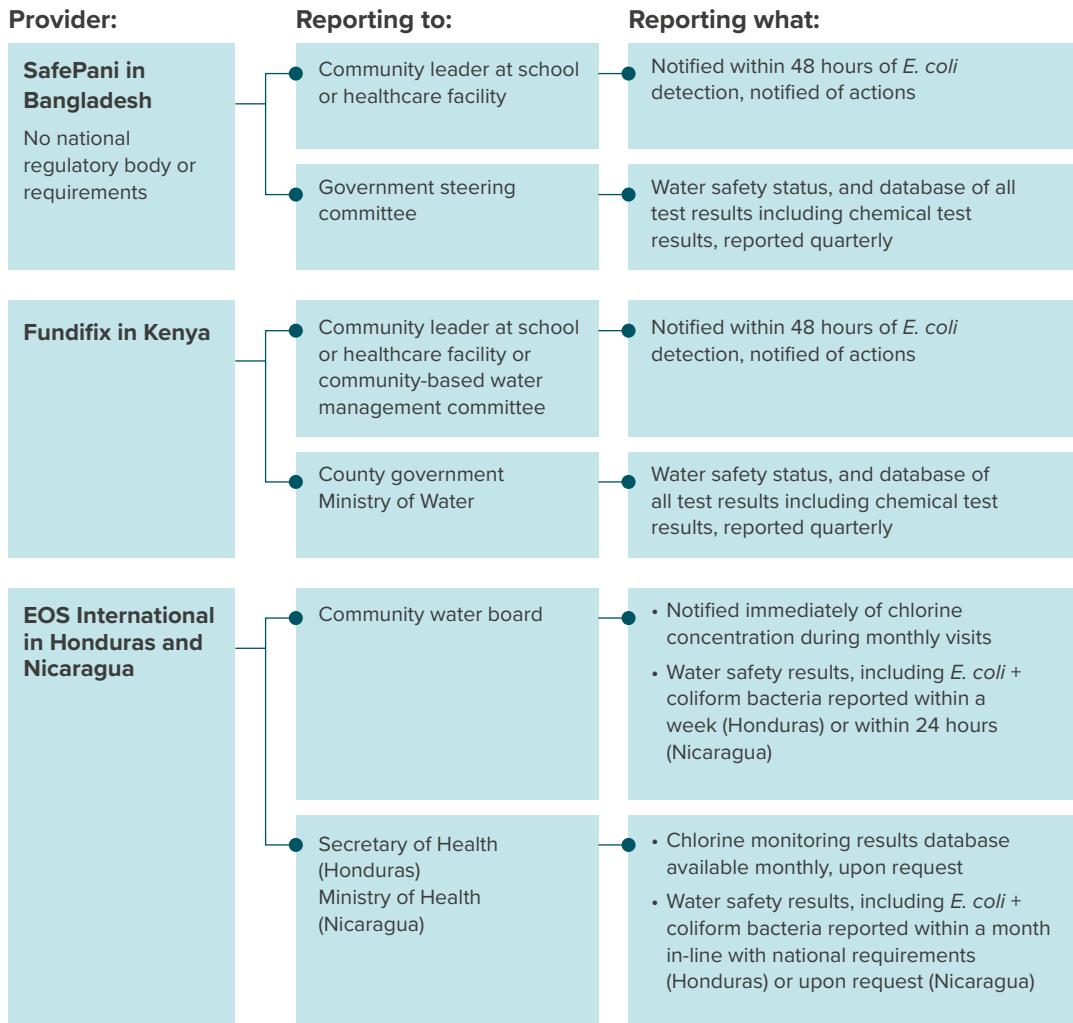 Provider:
Reporting to:
Reporting what:
SafePani in
Bangladesh
No national
regulatory body or
requirements
Community leader at school
or healthcare facility
Notified within 48 hours of E. coli
detection, notified of actions
Government steering
committee
Water safety status, and database of all
test results including chemical test
results, reported quarterly
Fundifix in Kenya
Community leader at school
or healthcare facility or
community-based water
management committee
Notified within 48 hours of E. coli
detection, notified of actions
County government
Ministry of Water
Water safety status, and database of
all test results including chemical test
results, reported quarterly
EOS International
in Honduras and
Nicaragua
Community water board
• Notified immediately of chlorine
concentration during monthly visits
• Water safety results, including E. coli +
coliform bacteria reported within a
week (Honduras) or within 24 hours
(Nicaragua)
Secretary of Health
(Honduras)
Ministry of Health
(Nicaragua)
• Chlorine monitoring results database
available monthly, upon request
• Water safety results, including E. coli +
coliform bacteria reported within a month
in-line with national requirements
(Honduras) or upon request (Nicaragua)